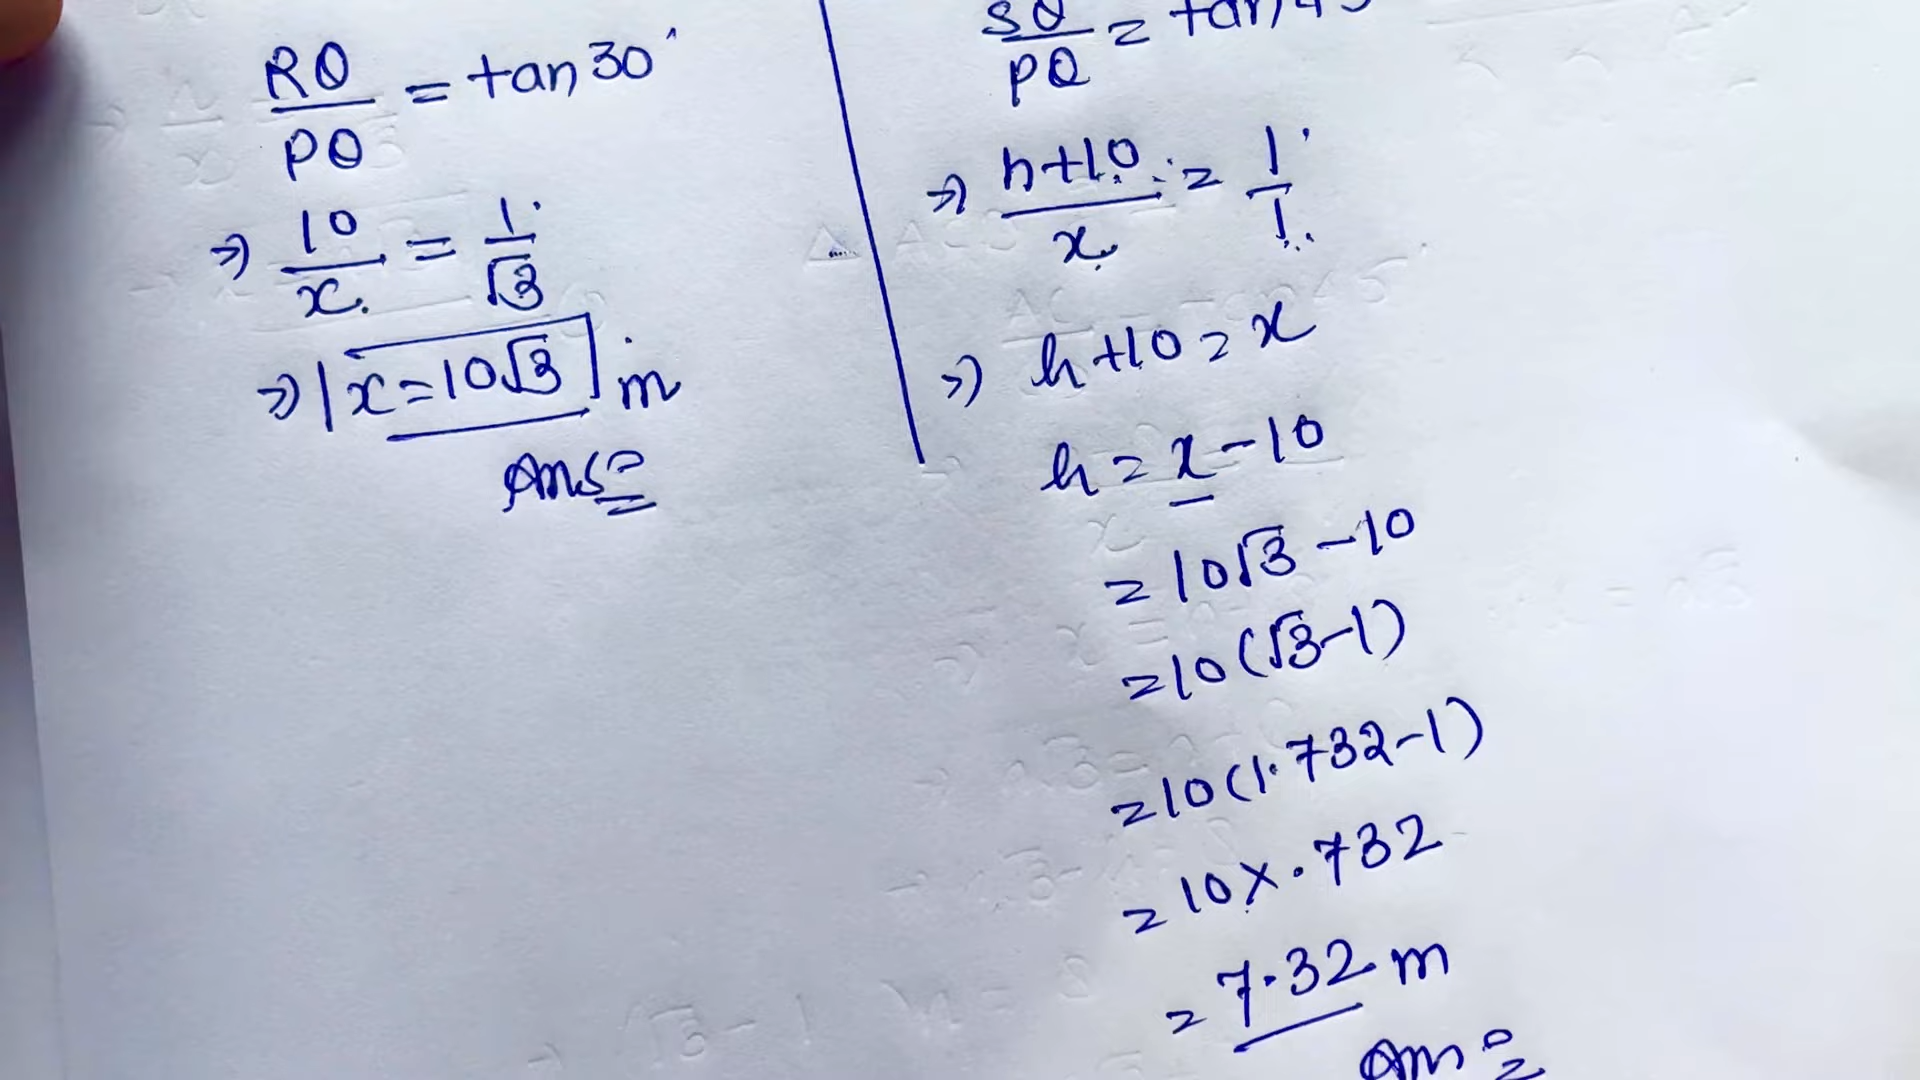 RQ/PQ = tan 30°
⇒ 10/x = 1/√3
⇒ x = 10√3 m
Ans
SQ/PQ = tan 45
⇒ h+10/x = 1/1
⇒ h+10 = x
h = x-10
= 10√3 - 10
= 10(√3-1)
= 10(1.732-1)
= 10×.732
= 7.32 m
Ans